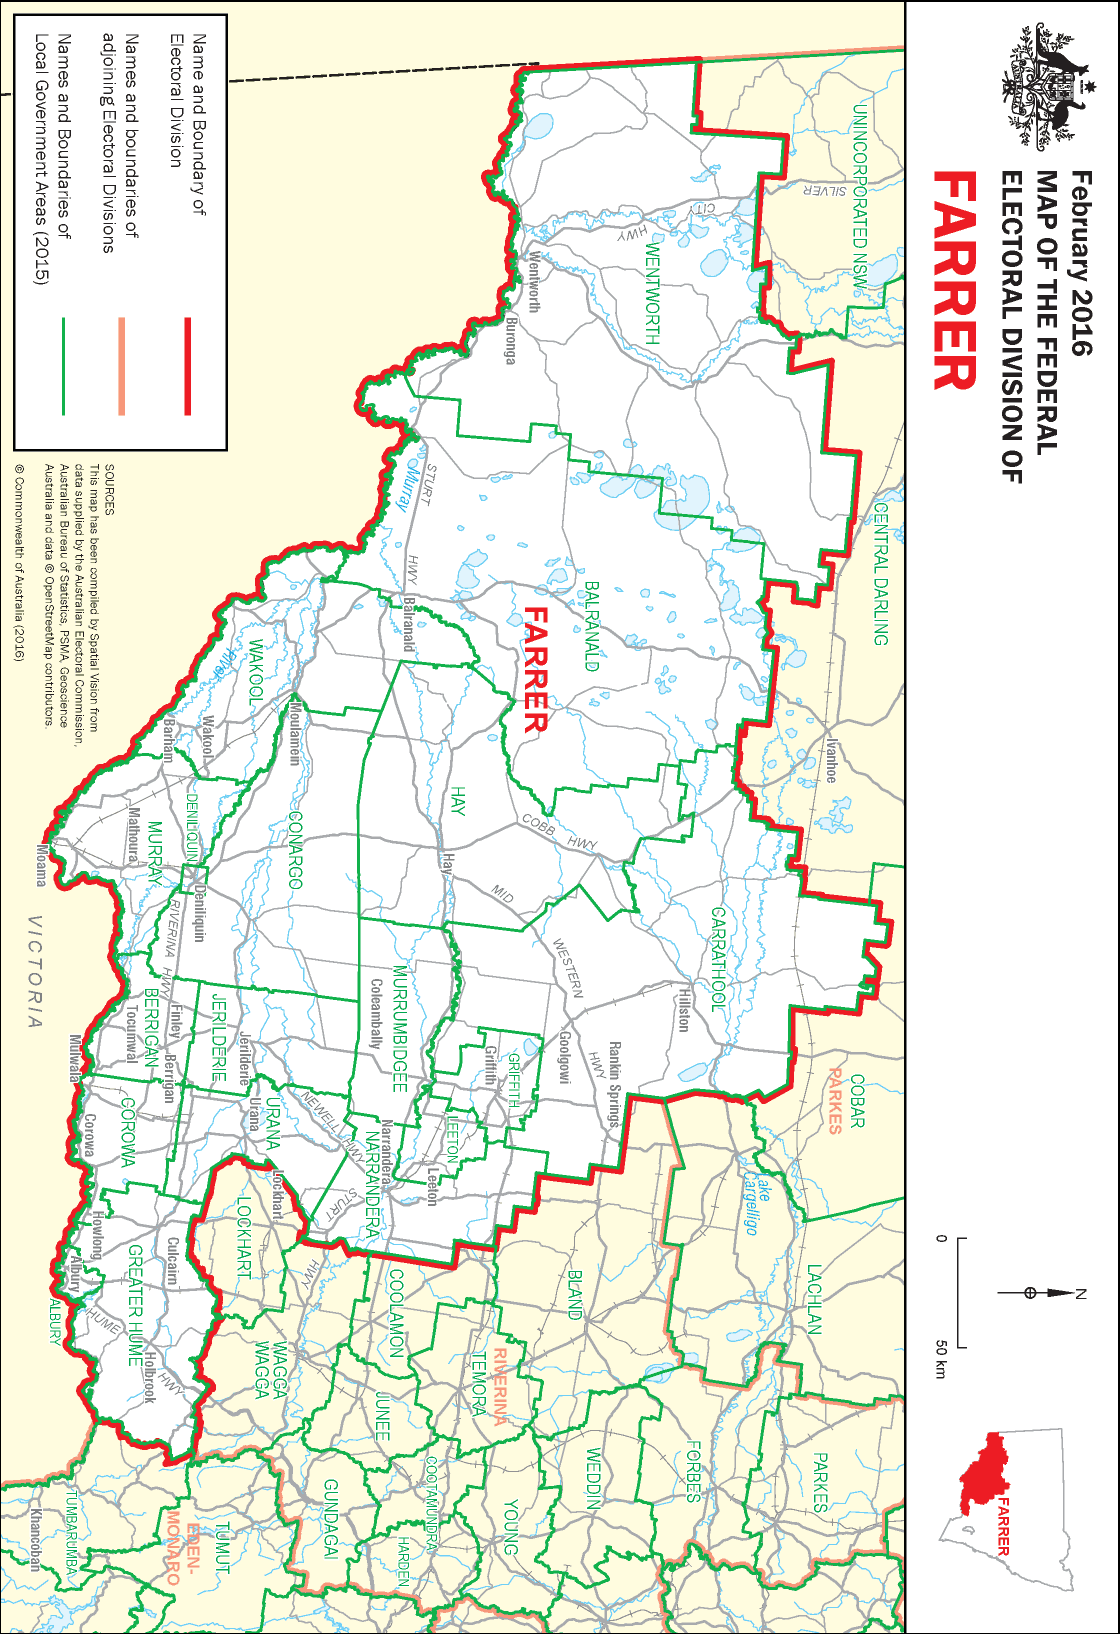 February 2016
MAP OF THE FEDERAL
ELECTORAL DIVISION OF
FARRER
N
0
50 km
FARRER
Name and Boundary of
Electoral Division
Names and boundaries of
adjoining Electoral Divisions
Names and Boundaries of
Local Government Areas (2015)
SOURCES
This map has been compiled by Spatial Vision from
data supplied by the Australian Electoral Commission,
Australian Bureau of Statistics, PSMA, Geoscience
Australia and data © OpenStreetMap contributors.
© Commonwealth of Australia (2016)
UNINCORPORATED NSW
SILVER
CITY
HWY
WENTWORTH
Wentworth
Buronga
CENTRAL DARLING
Ivanhoe
STURT
HWY
Murray
River
BALRANALD
Balranald
FARRER
WAKOOL
Wakool
Barham
Moulamein
HAY
Hay
COBB
HWY
MID
WESTERN
HWY
CONARGO
DENILIQUIN
Deniliquin
MURRAY
Mathoura
Moama
VICTORIA
RIVERINA
HWY
CARRATHOOL
Hillston
Goolgowi
Rankin Springs
MURRUMBIDGEE
Coleambally
GRIFFITH
Griffith
LEETON
Leeton
JERILDERIE
Jerilderie
BERRIGAN
Finley
Tocumwal
Berrigan
Mulwala
COROWA
Corowa
URANA
Urana
NEWELL
HWY
NARRANDERA
Narrandera
STURT
HWY
Lockhart
LOCKHART
Howlong
Culcairn
GREATER HUME
Albury
ALBURY
HUME
HWY
Holbrook
COBAR
PARKES
Lake
Cargelligo
LACHLAN
BLAND
COOLAMON
RIVERINA
TEMORA
WAGGA
WAGGA
JUNEE
FORBES
PARKES
WEDDIN
YOUNG
COOTAMUNDRA
HARDEN
GUNDAGAI
TUMUT
EDEN-
MONARO
TUMBARUMBA
Khancoban